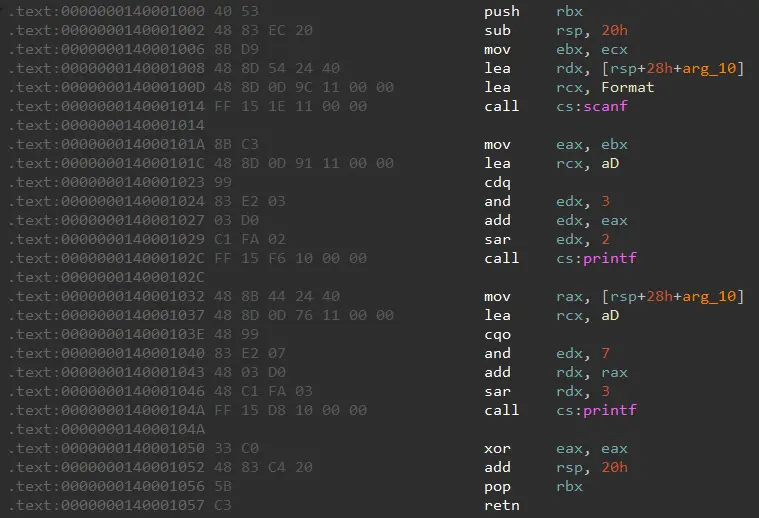 .text:0000000140001000 40 53 push rbx
.text:0000000140001002 48 83 EC 20 sub rsp, 20h
.text:0000000140001006 8B D9 mov ebx, ecx
.text:0000000140001008 48 8D 54 24 40 lea rdx, [rsp+28h+arg_10]
.text:000000014000100D 48 8D 0D 9C 11 00 00 lea rcx, Format
.text:0000000140001014 FF 15 1E 11 00 00 call cs:scanf
.text:0000000140001014
.text:000000014000101A 8B C3 mov eax, ebx
.text:000000014000101C 48 8D 0D 91 11 00 00 lea rcx, aD
.text:0000000140001023 99 cdq
.text:0000000140001024 83 E2 03 and edx, 3
.text:0000000140001027 03 D0 add edx, eax
.text:0000000140001029 C1 FA 02 sar edx, 2
.text:000000014000102C FF 15 F6 10 00 00 call cs:printf
.text:000000014000102C
.text:0000000140001032 48 8B 44 24 40 mov rax, [rsp+28h+arg_10]
.text:0000000140001037 48 8D 0D 76 11 00 00 lea rcx, aD
.text:000000014000103E 48 99 cqo
.text:0000000140001040 83 E2 07 and edx, 7
.text:0000000140001043 48 03 D0 add rdx, rax
.text:0000000140001046 48 C1 FA 03 sar rdx, 3
.text:000000014000104A FF 15 D8 10 00 00 call cs:printf
.text:000000014000104A
.text:0000000140001050 33 C0 xor eax, eax
.text:0000000140001052 48 83 C4 20 add rsp, 20h
.text:0000000140001056 5B pop rbx
.text:0000000140001057 C3 retn